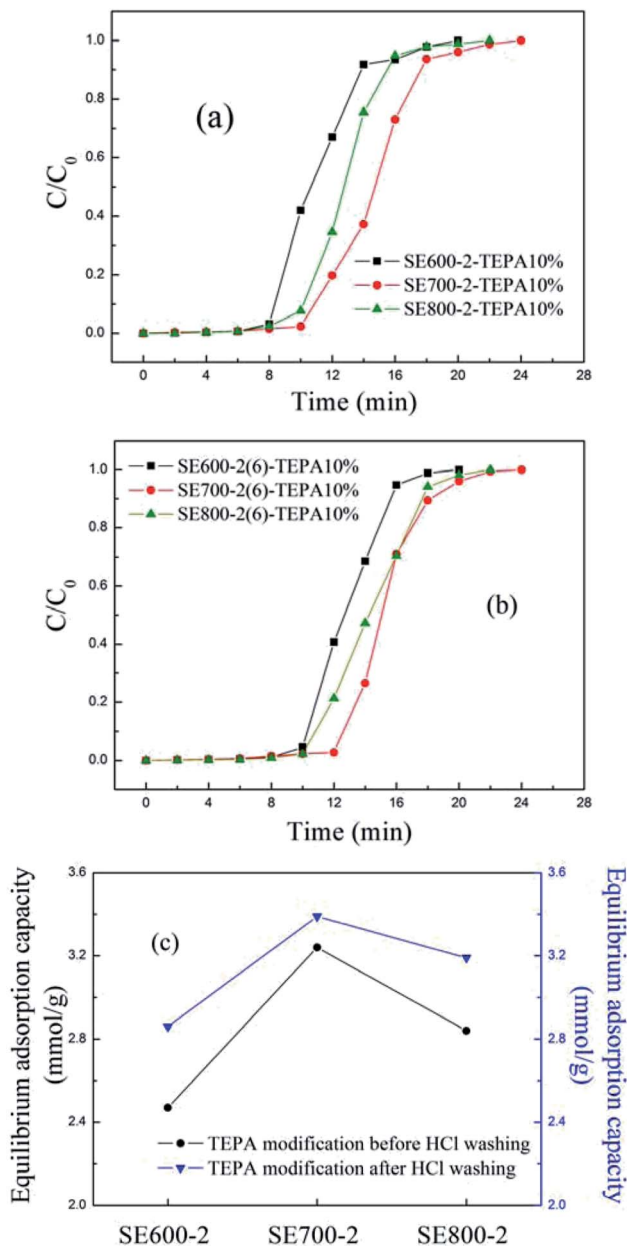 1.0
0.8
0.6
0.4
0.2
0.0
C/C0
(a)
SE600-2-TEPA10%
SE700-2-TEPA10%
SE800-2-TEPA10%
0 4 8 12 16 20 24 28
Time (min)
1.0
0.8
0.6
0.4
0.2
0.0
C/C0
SE600-2(6)-TEPA10%
SE700-2(6)-TEPA10%
SE800-2(6)-TEPA10%
(b)
0 4 8 12 16 20 24 28
Time (min)
Equilibrium adsorption capacity
(mmol/g)
3.6
3.2
2.8
2.4
2.0
(c)
TEPA modification before HCl washing
TEPA modification after HCl washing
SE600-2 SE700-2 SE800-2
3.6
3.2
2.8
2.4
2.0
Equilibrium adsorption capacity
(mmol/g)